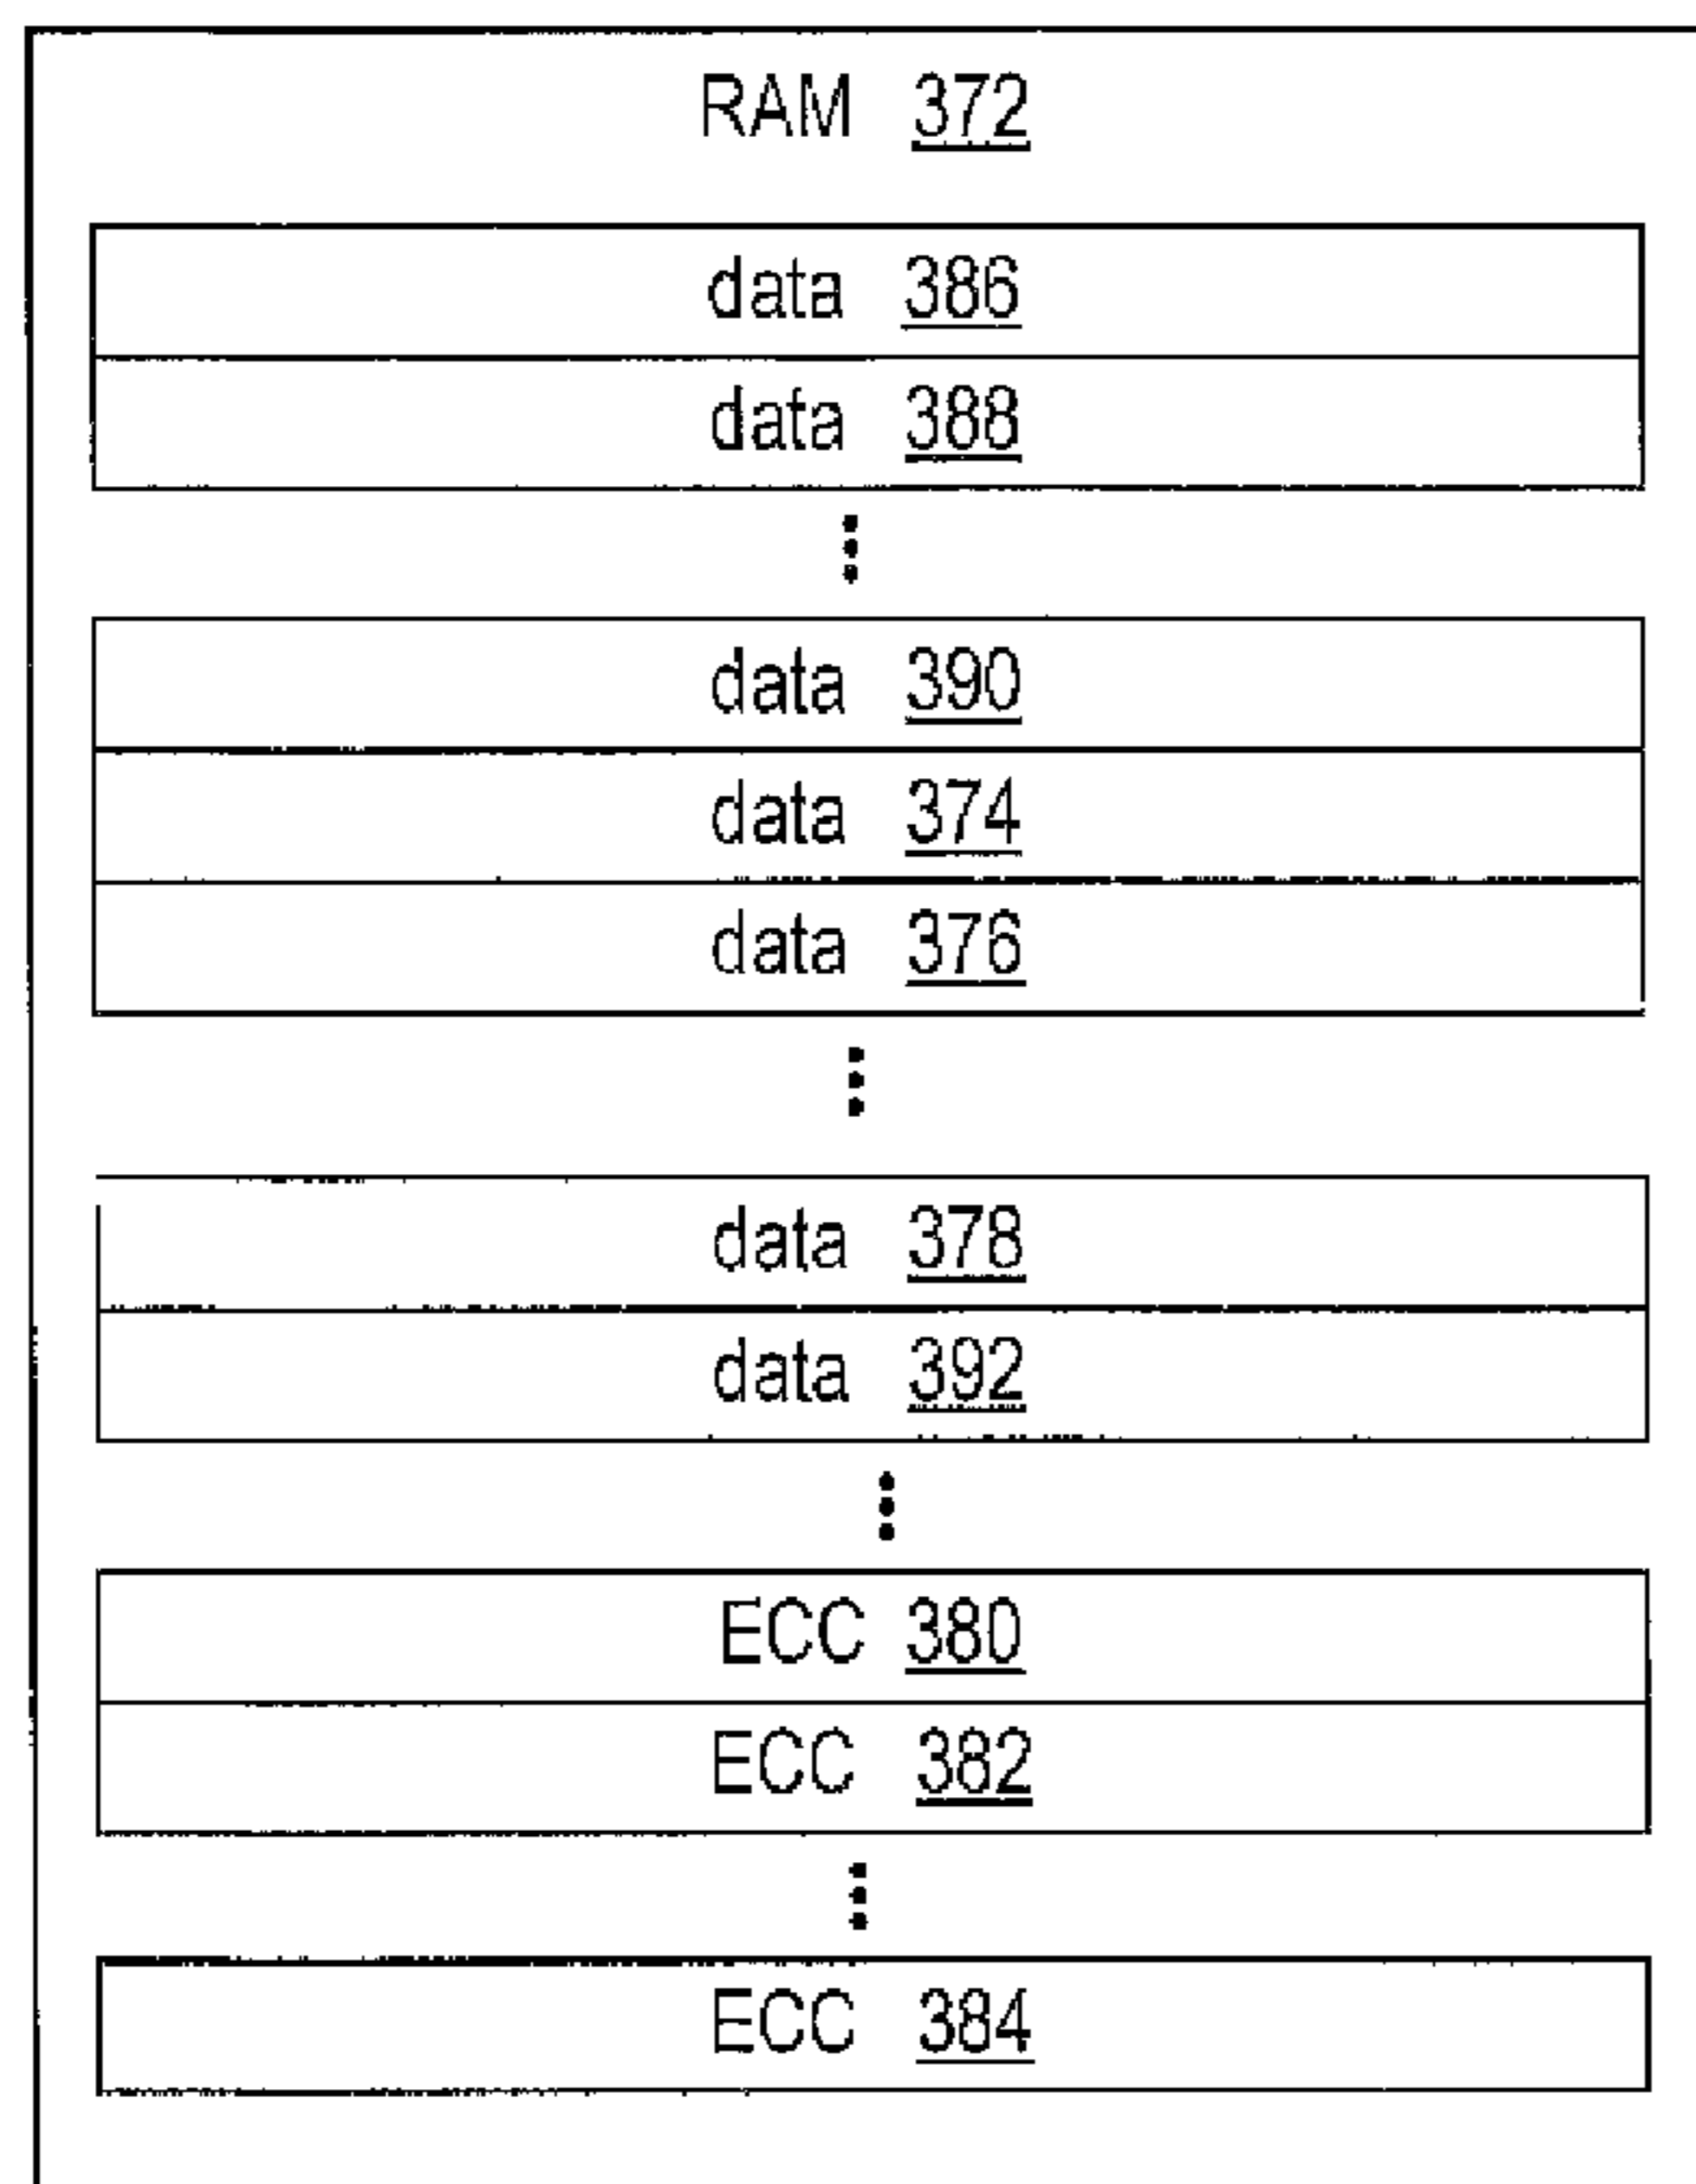 RAM 372
data 386
data 388
data 390
data 374
data 376
data 378
data 392
ECC 380
ECC 382
ECC 384